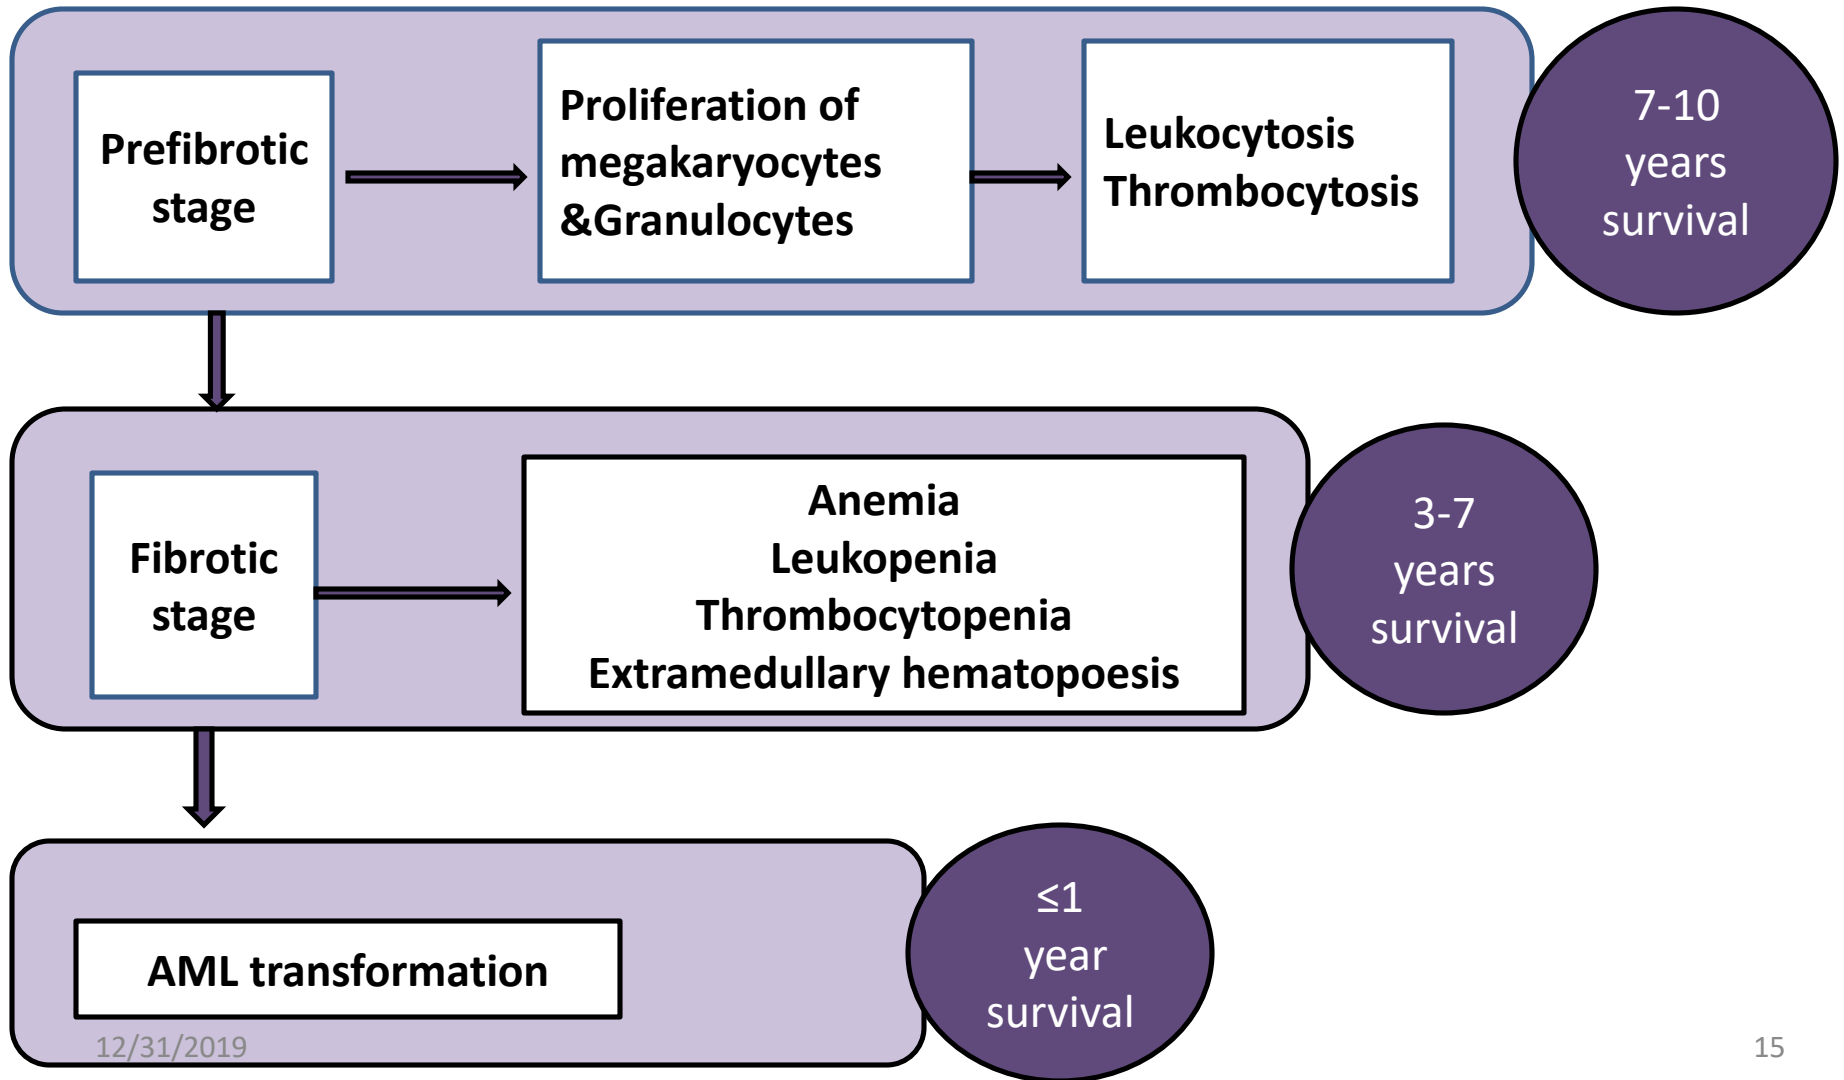 Prefibrotic
stage
Proliferation of
megakaryocytes
&Granulocytes
Leukocytosis
Thrombocytosis
7-10
years
survival
Fibrotic
stage
Anemia
Leukopenia
Thrombocytopenia
Extramedullary hematopoesis
3-7
years
survival
AML transformation
≤1
year
survival
12/31/2019
15